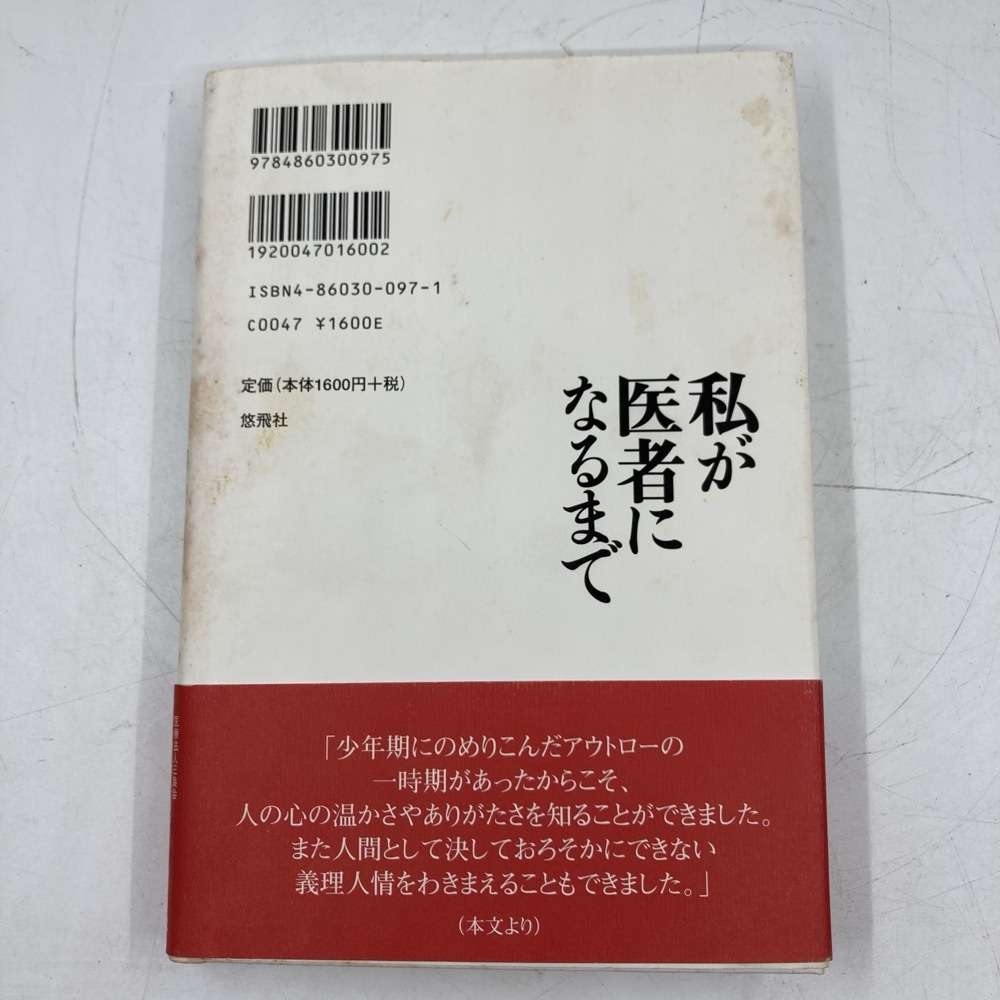 9784860300975
1920047016002
ISBN4-86030-097-1
C0047 ¥1600E
定価(本体1600円+税)
悠飛社
私が
医者に
なるまで
「少年期にのめりこんだアウトローの
一時期があったからこそ、
人の心の温かさやありがたさを知ることができました。
また人間として決しておろそかにできない
義理人情をわきまえることもできました。」
(本文より)
医療法人